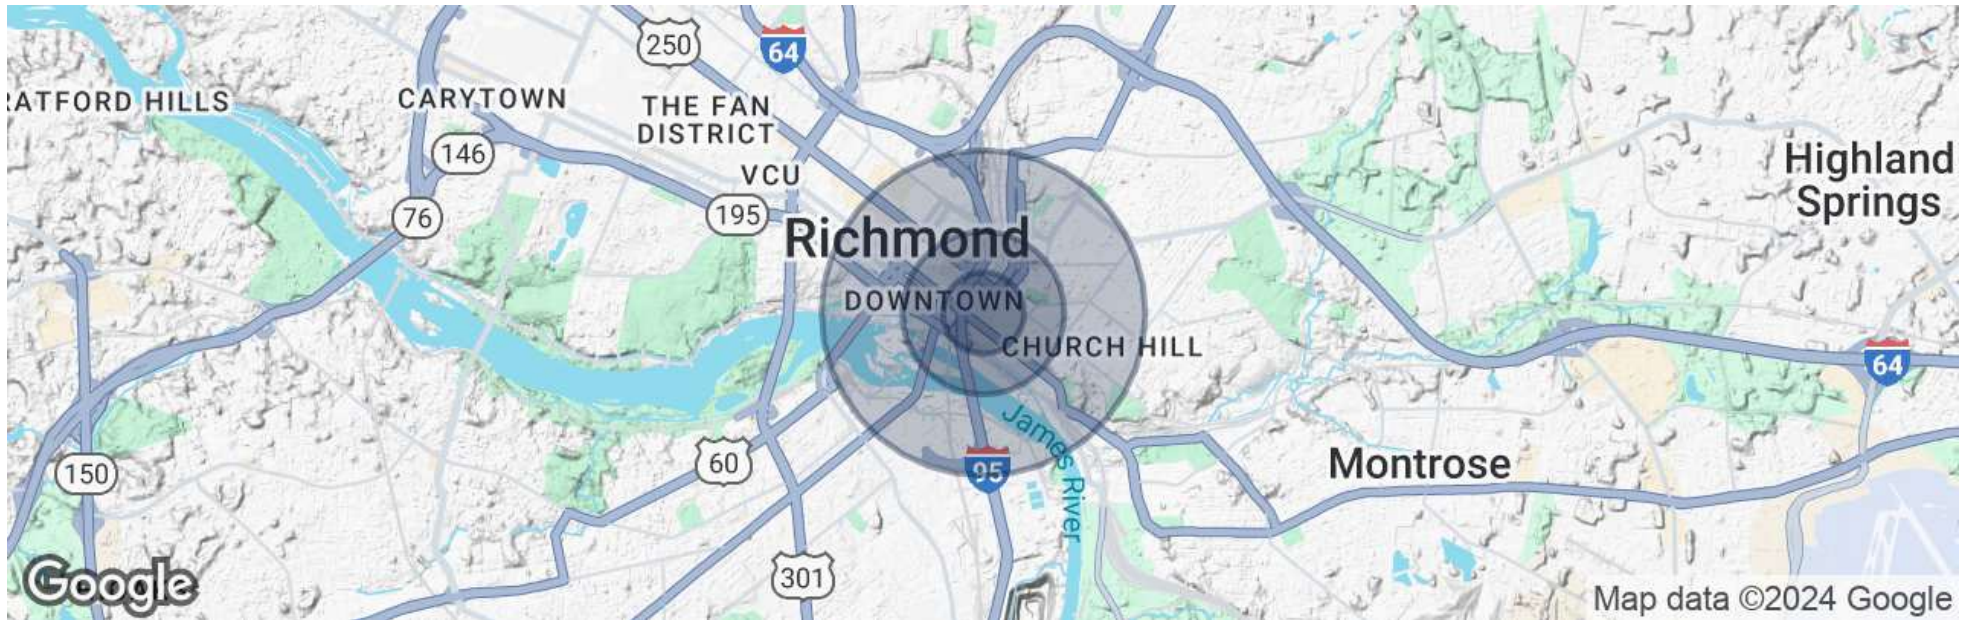 250
64
RATFORD HILLS
CARYTOWN
THE FAN
DISTRICT
146
VCU
Highland
Springs
76
195
Richmond
DOWNTOWN
CHURCH HILL
64
James River
60
95
Montrose
150
301
Google
Map data ©2024 Google